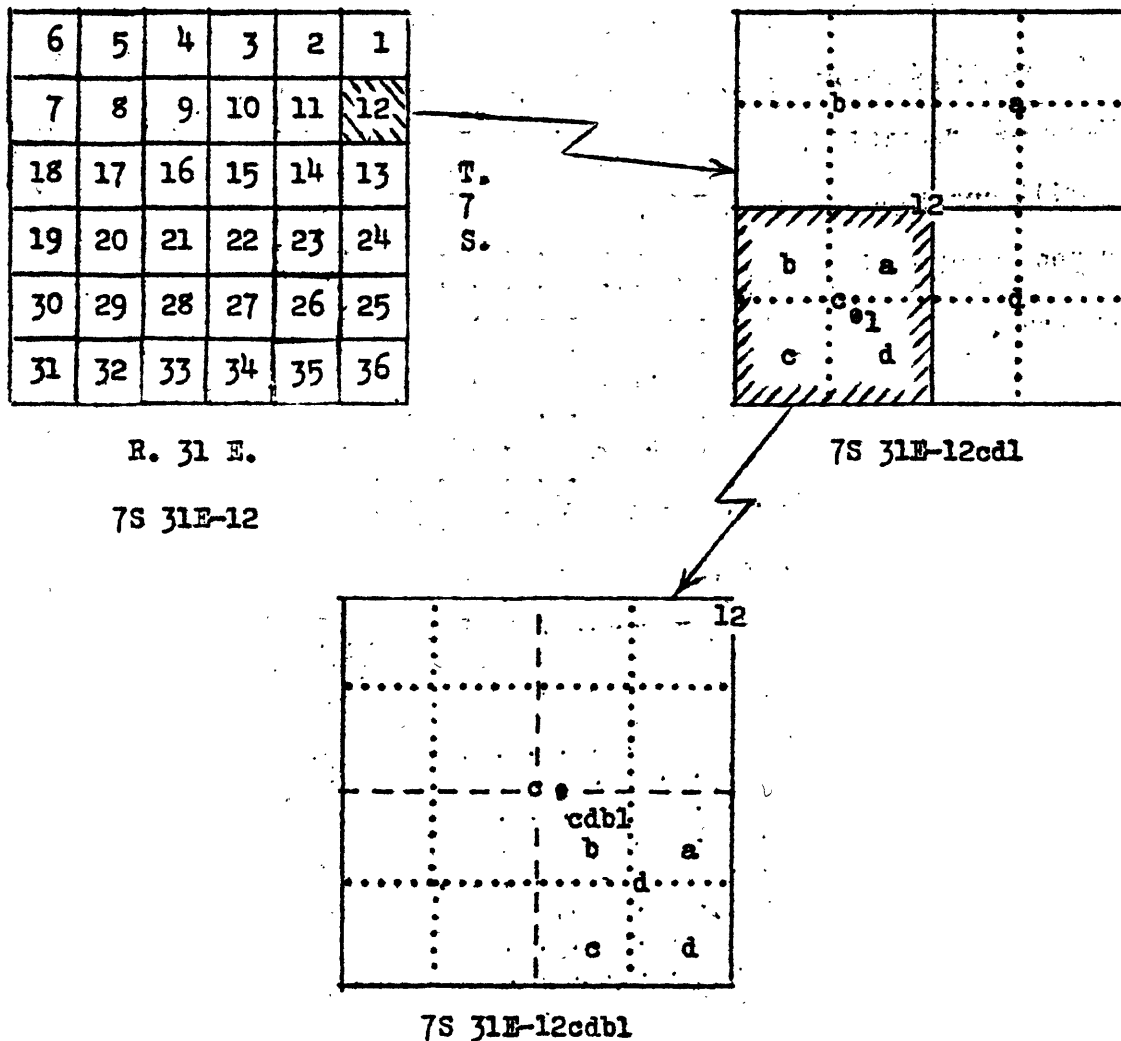 6 5 4 3 2 1
7 8 9 10 11 12
18 17 16 15 14 13
19 20 21 22 23 24
30 29 28 27 26 25
31 32 33 34 35 36
T.
7
S.
R. 31 E.
7S 31E-12
b a
12
b a
c d
1
c d
7S 31E-12cd1
12
c
cdb1
b a
d
c d
7S 31E-12cdb1